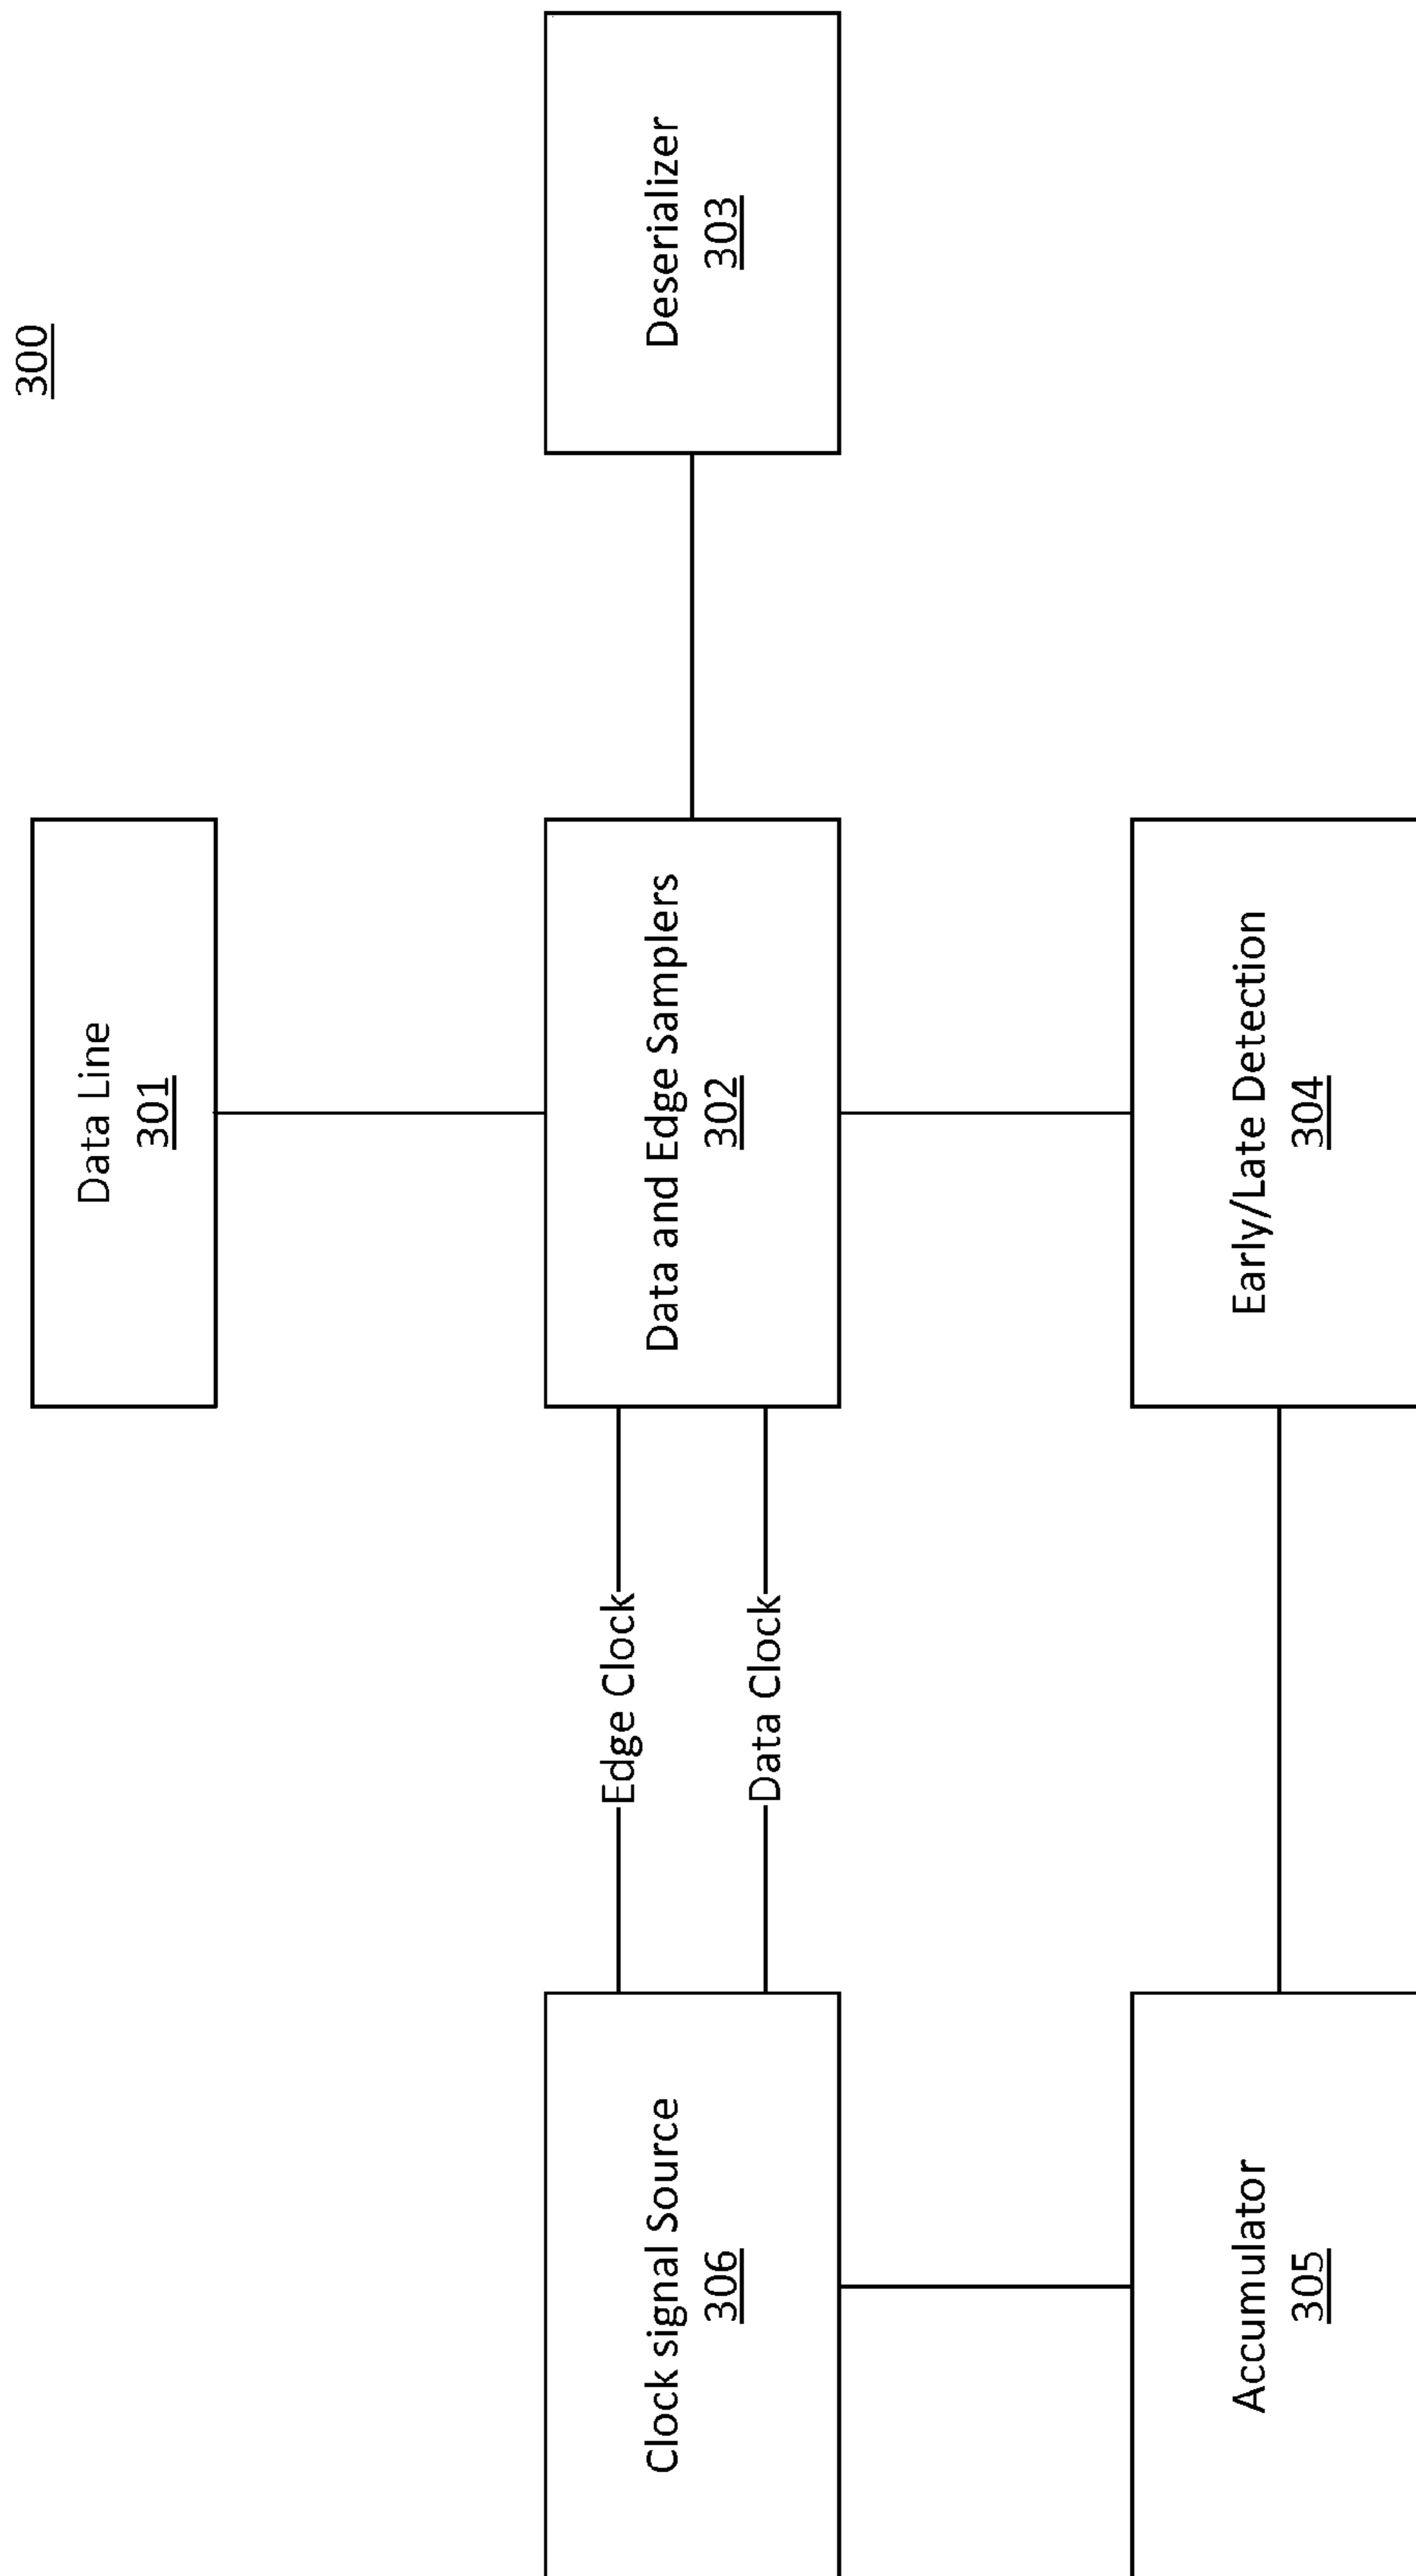 300
Data Line
301
Clock signal Source
306
Edge Clock
Data Clock
Data and Edge Samplers
302
Deserializer
303
Accumulator
305
Early/Late Detection
304